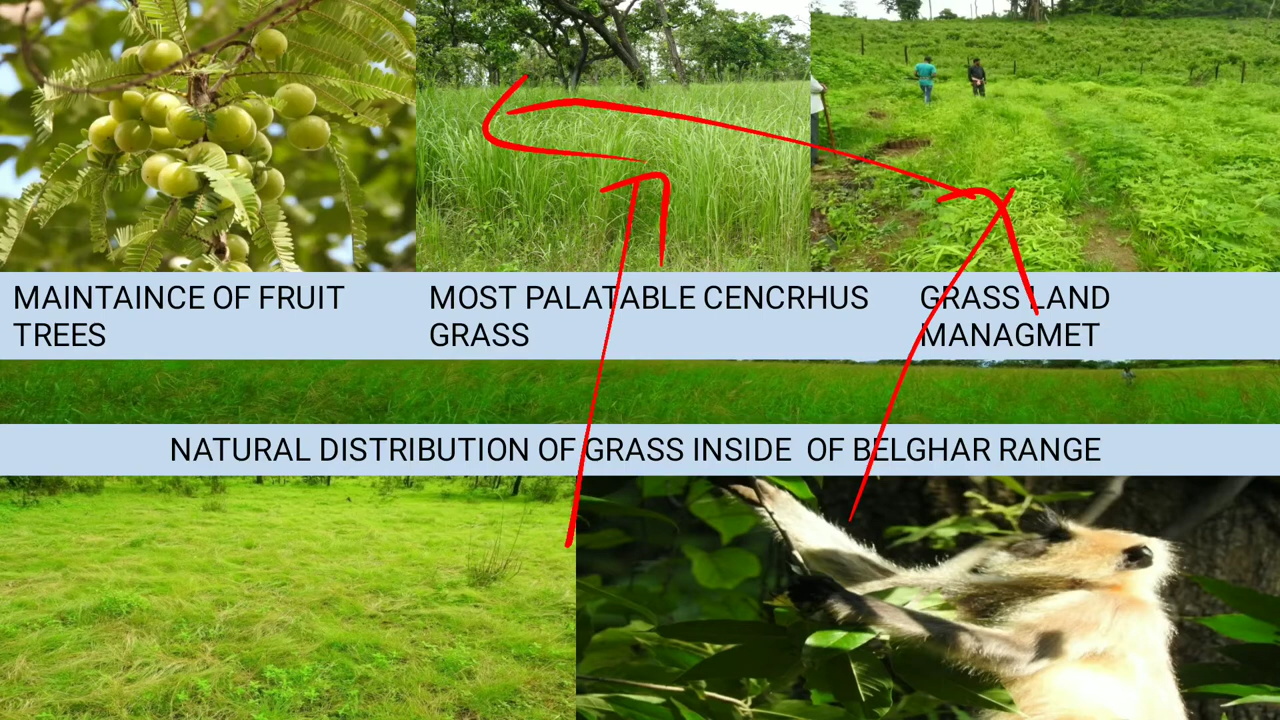 MAINTAINCE OF FRUIT
TREES
MOST PALATABLE CENCRHUS
GRASS
GRASS LAND
MANAGMET
NATURAL DISTRIBUTION OF GRASS INSIDE OF BELGHAR RANGE